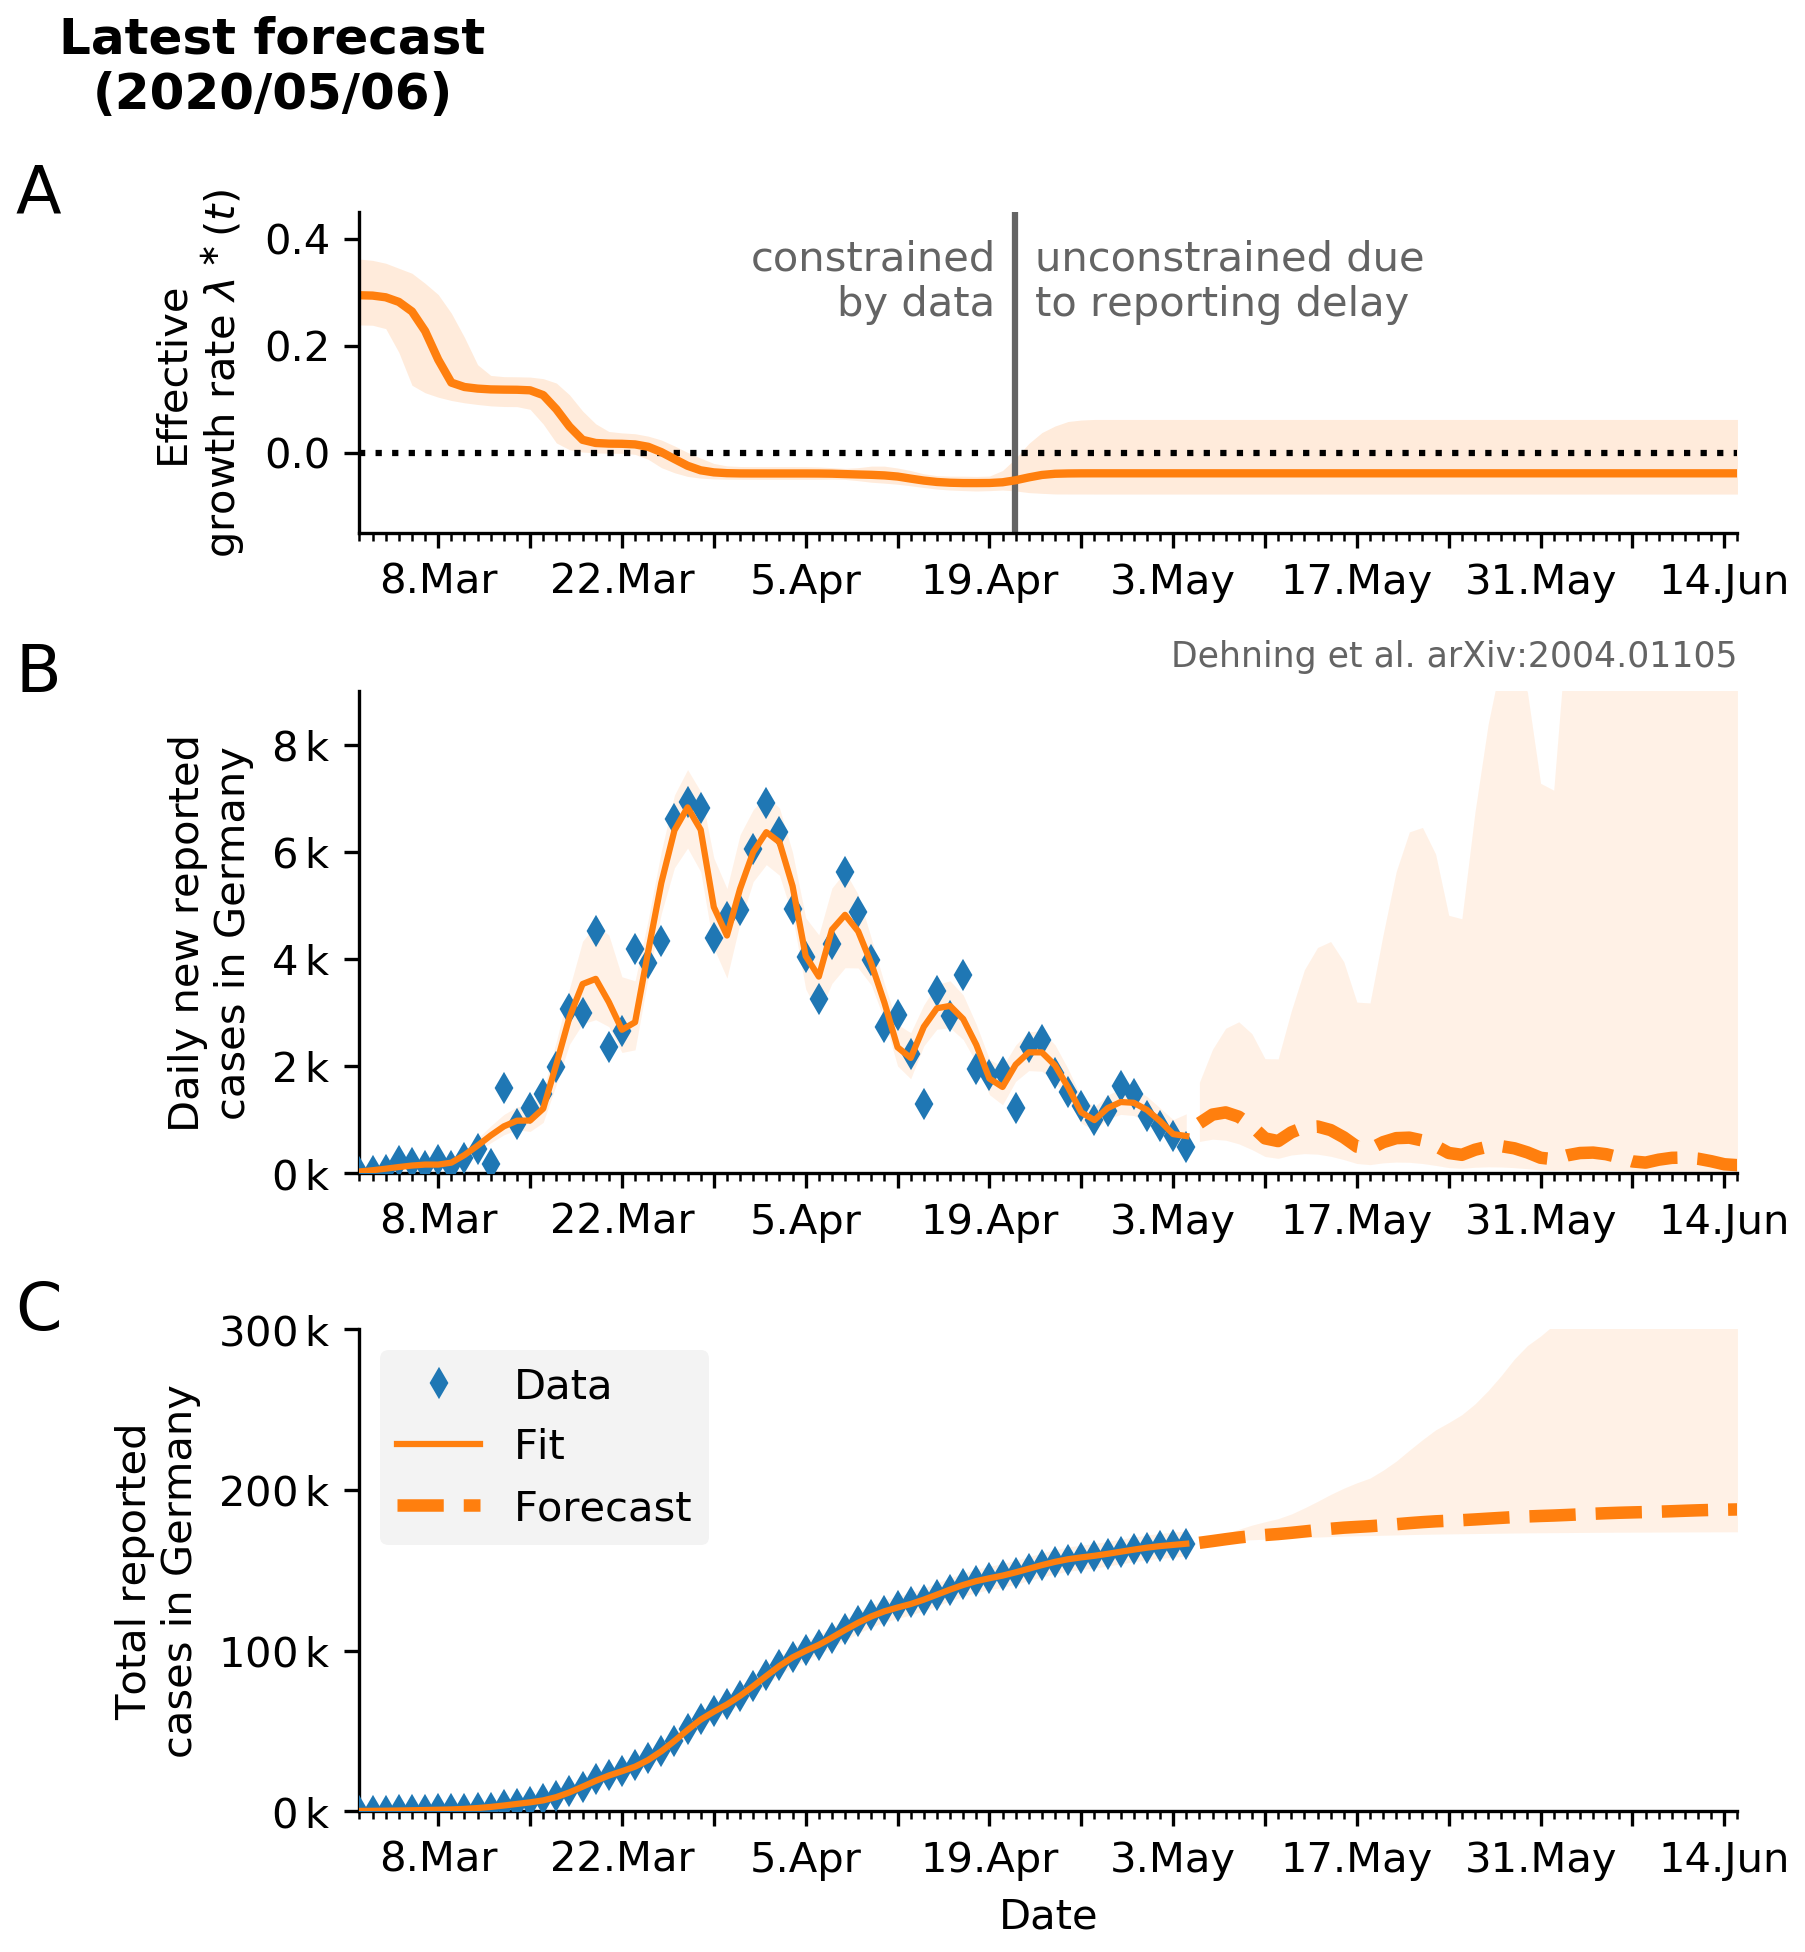 Latest forecast
(2020/05/06)
A
Effective
growth rate λ * (t)
0.4
0.2
0.0
constrained
by data
unconstrained due
to reporting delay
8.Mar 22.Mar 5.Apr 19.Apr 3.May 17.May 31.May 14.Jun
B
Dehning et al. arXiv:2004.01105
Daily new reported
cases in Germany
8 k
6 k
4 k
2 k
0 k
8.Mar 22.Mar 5.Apr 19.Apr 3.May 17.May 31.May 14.Jun
C
Total reported
cases in Germany
300 k
200 k
100 k
0 k
Data
Fit
Forecast
8.Mar 22.Mar 5.Apr 19.Apr 3.May 17.May 31.May 14.Jun
Date